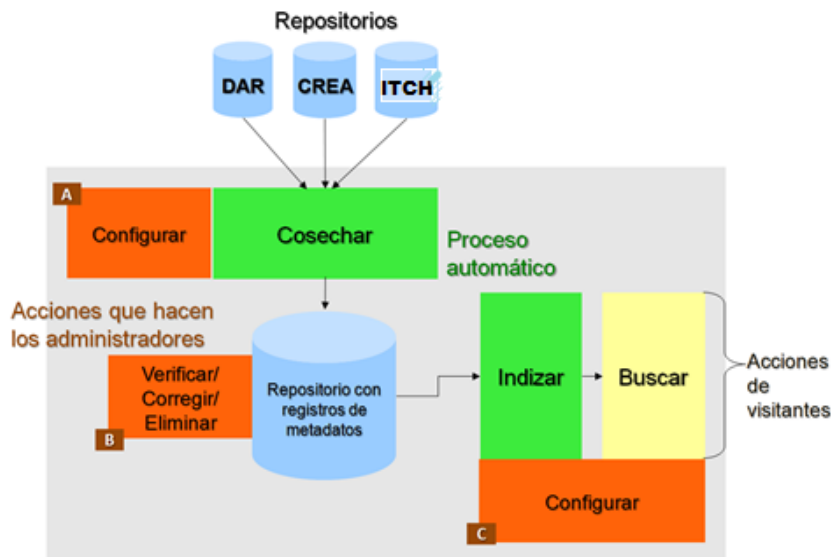 Repositorios
DAR
CREA
ITCH
A
Configurar
Cosechar
Proceso
automático
Acciones que hacen
los administradores
Verificar/
Corregir/
Eliminar
B
Repositorio con
registros de
metadatos
Indizar
Buscar
Acciones
de
visitantes
Configurar
C